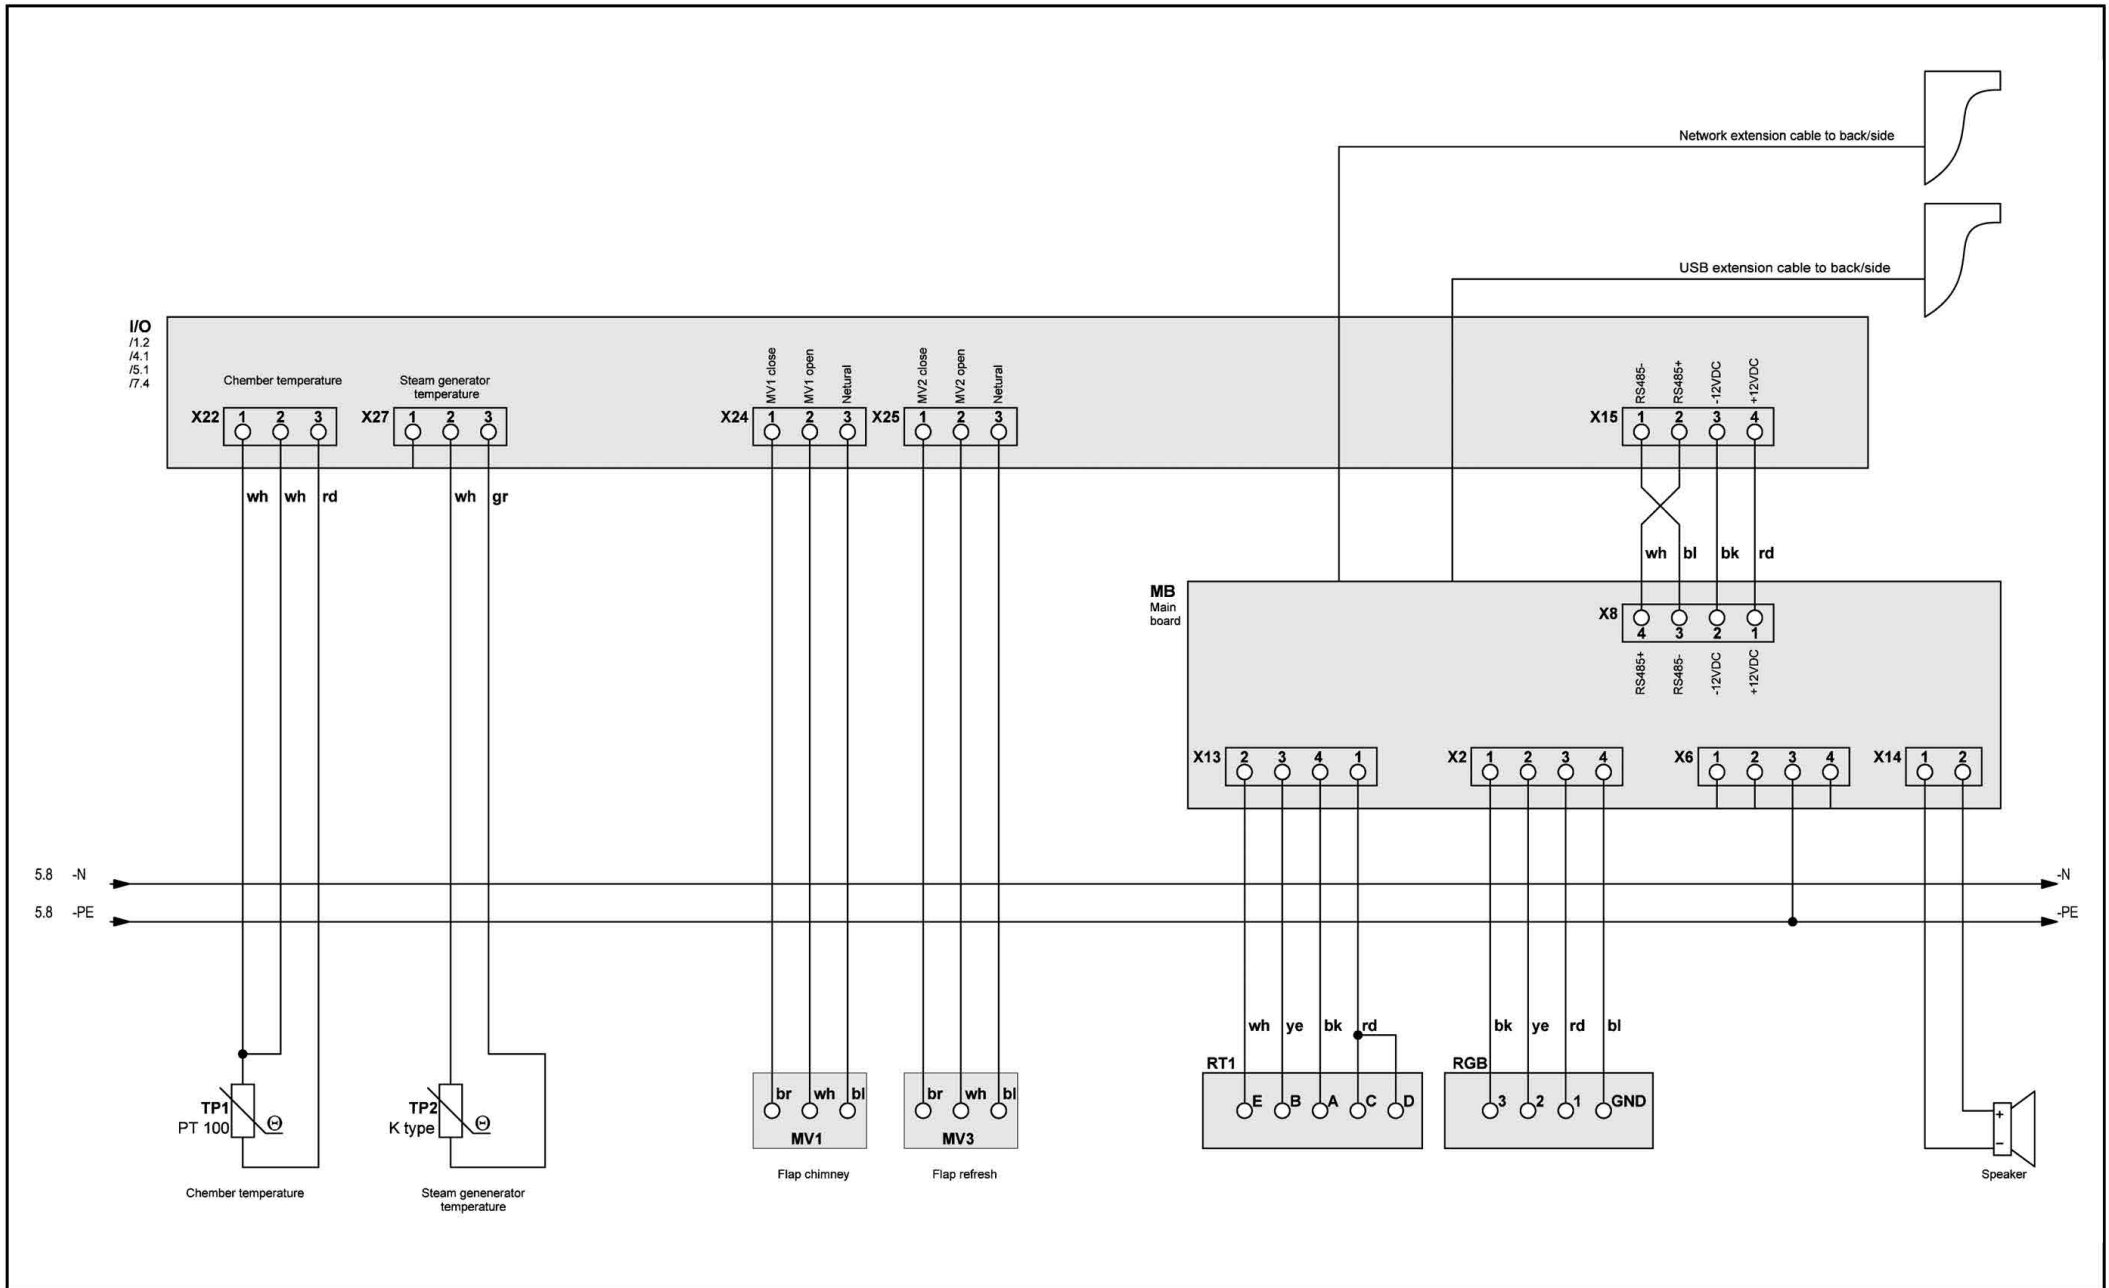 Network extension cable to back/side
USB extension cable to back/side
I/O
/1.2
/4.1
/5.1
/7.4
Chember temperature
Steam generator
temperature
MV1 close
MV1 open
Netural
MV2 close
MV2 open
Netural
RS485-
RS485+
-12VDC
+12VDC
X22 1 2 3
X27 1 2 3
X24 1 2 3
X25 1 2 3
X15 1 2 3 4
wh wh rd
wh gr
wh bl bk rd
MB
Main
board
X8
4 3 2 1
RS485+
RS485-
-12VDC
+12VDC
X13 2 3 4 1
X2 1 2 3 4
X6 1 2 3 4
X14 1 2
5.8 -N
-N
5.8 -PE
-PE
wh ye bk rd
bk ye rd bl
RT1
RGB
E B A C D
3 2 1 GND
TP1
PT 100
Θ
TP2
K type
Θ
br wh bl
MV1
br wh bl
MV3
+
−
Flap chimney
Flap refresh
Speaker
Chember temperature
Steam genenerator
temperature